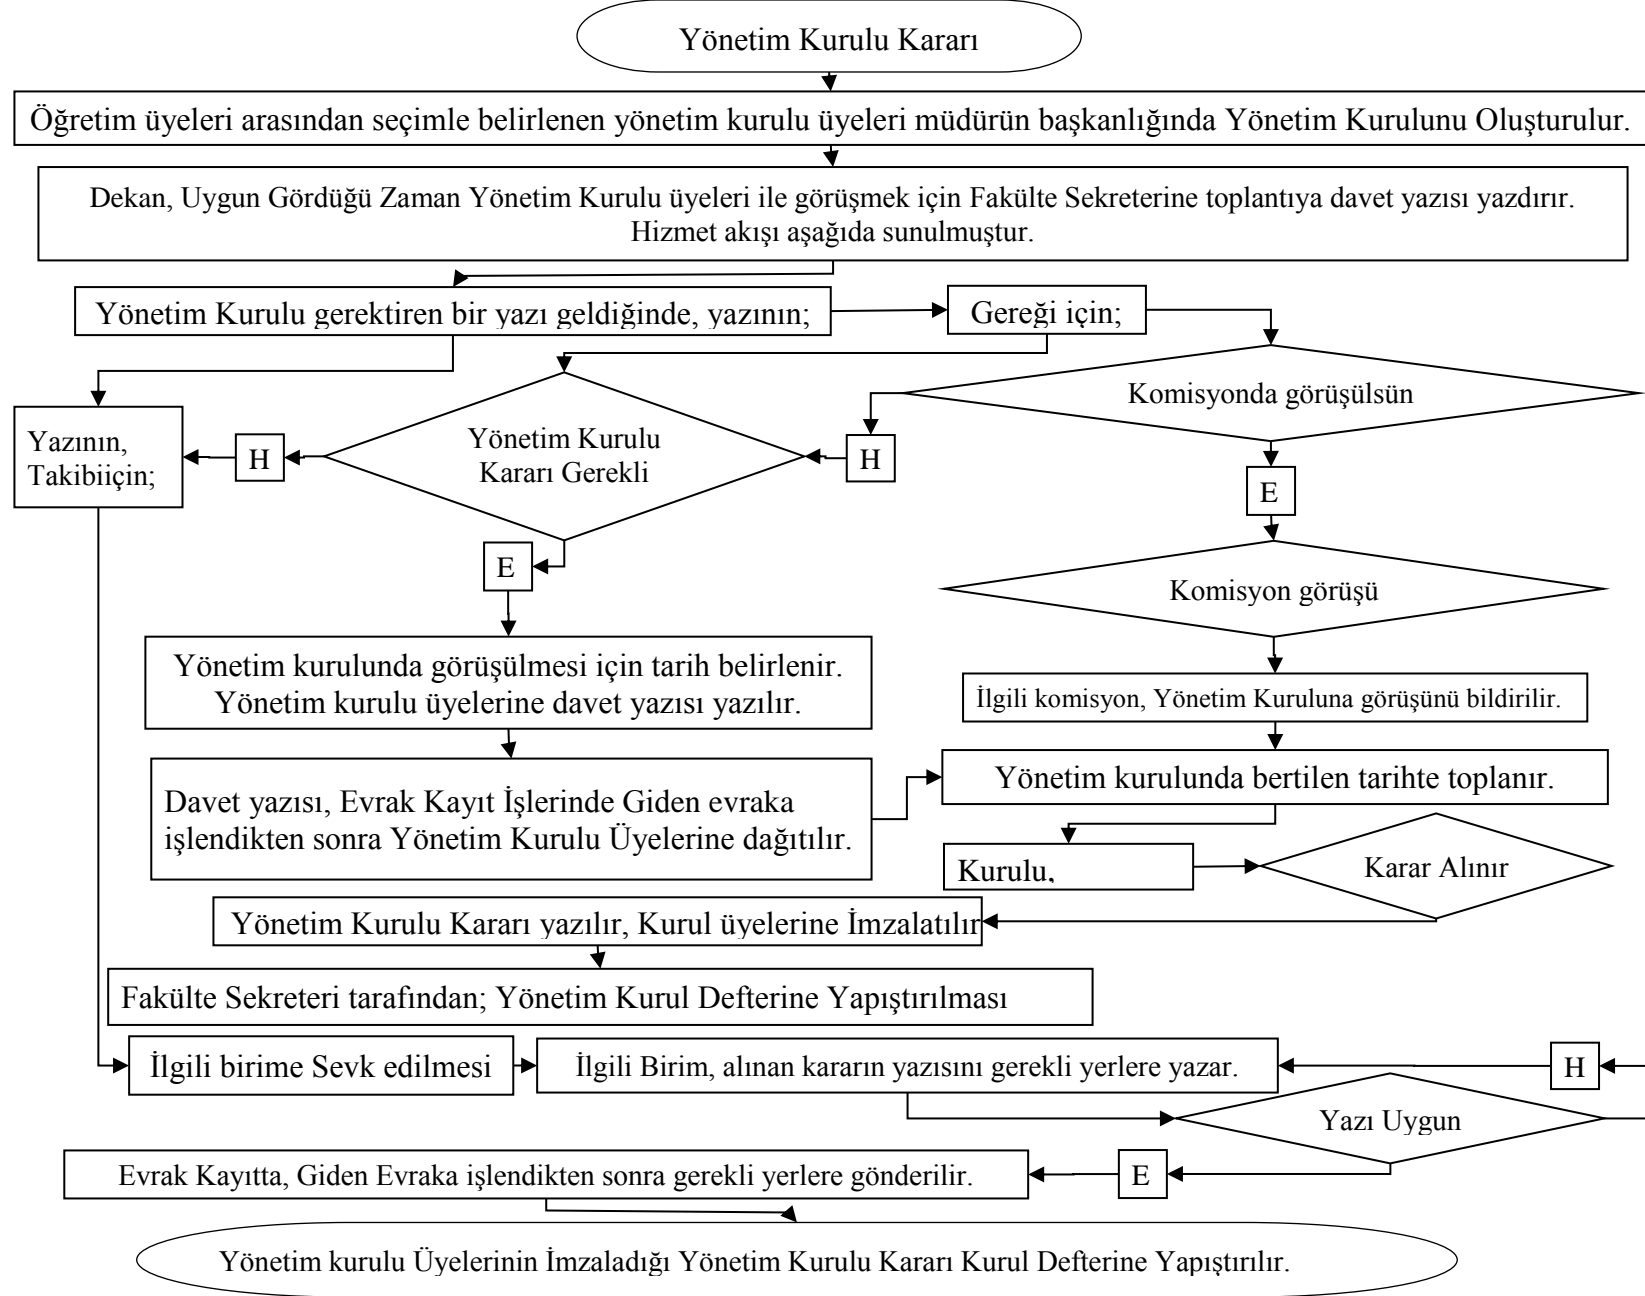 Yönetim Kurulu Kararı
Öğretim üyeleri arasından seçimle belirlenen yönetim kurulu üyeleri müdürün başkanlığında Yönetim Kurulunu Oluşturulur.
Dekan, Uygun Gördüğü Zaman Yönetim Kurulu üyeleri ile görüşmek için Fakülte Sekreterine toplantıya davet yazısı yazdırır.
Hizmet akışı aşağıda sunulmuştur.
Yönetim Kurulu gerektiren bir yazı geldiğinde, yazının;
Gereği için;
Komisyonda görüşülsün
Yazının,
Takibiiçin;
H
Yönetim Kurulu
Kararı Gerekli
H
E
E
Komisyon görüşü
Yönetim kurulunda görüşülmesi için tarih belirlenir.
Yönetim kurulu üyelerine davet yazısı yazılır.
İlgili komisyon, Yönetim Kuruluna görüşünü bildirilir.
Yönetim kurulunda bertilen tarihte toplanır.
Davet yazısı, Evrak Kayıt İşlerinde Giden evraka
işlendikten sonra Yönetim Kurulu Üyelerine dağıtılır.
Kurulu,
Karar Alınır
Yönetim Kurulu Kararı yazılır, Kurul üyelerine İmzalatılır
Fakülte Sekreteri tarafından; Yönetim Kurul Defterine Yapıştırılması
İlgili birime Sevk edilmesi
İlgili Birim, alınan kararın yazısını gerekli yerlere yazar.
H
Yazı Uygun
Evrak Kayıtta, Giden Evraka işlendikten sonra gerekli yerlere gönderilir.
E
Yönetim kurulu Üyelerinin İmzaladığı Yönetim Kurulu Kararı Kurul Defterine Yapıştırılır.